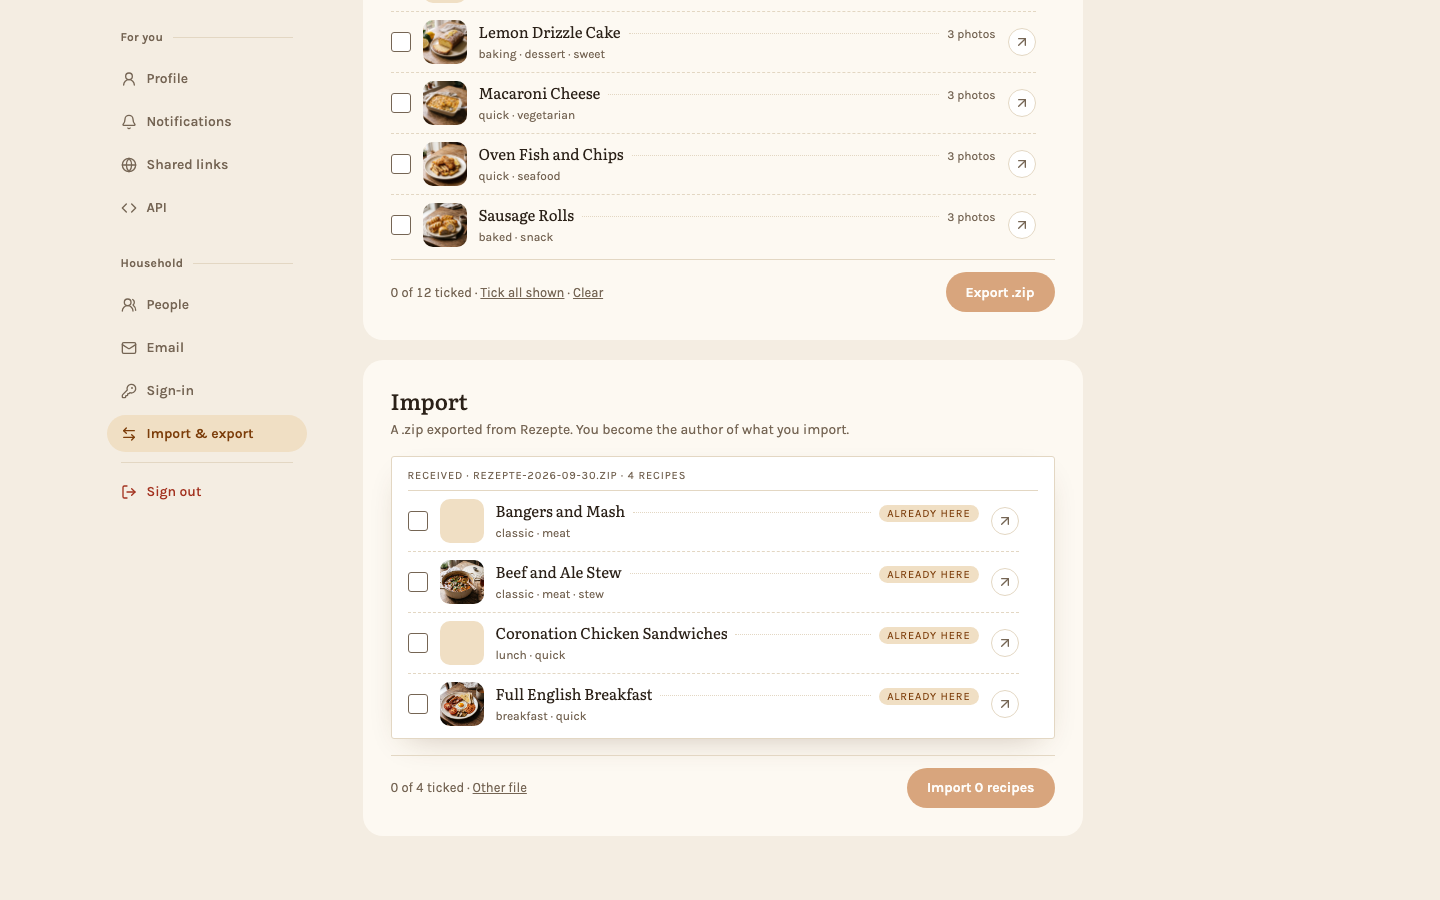 For you
Profile
Notifications
Shared links
API
Household
People
Email
Sign-in
Import & export
Sign out
Lemon Drizzle Cake
3 photos
baking · dessert · sweet
Macaroni Cheese
3 photos
quick · vegetarian
Oven Fish and Chips
3 photos
quick · seafood
Sausage Rolls
3 photos
baked · snack
0 of 12 ticked · Tick all shown · Clear
Export .zip
Import
A .zip exported from Rezepte. You become the author of what you import.
RECEIVED · REZEPTE-2026-09-30.ZIP · 4 RECIPES
Bangers and Mash
ALREADY HERE
classic · meat
Beef and Ale Stew
ALREADY HERE
classic · meat · stew
Coronation Chicken Sandwiches
ALREADY HERE
lunch · quick
Full English Breakfast
ALREADY HERE
breakfast · quick
0 of 4 ticked · Other file
Import 0 recipes